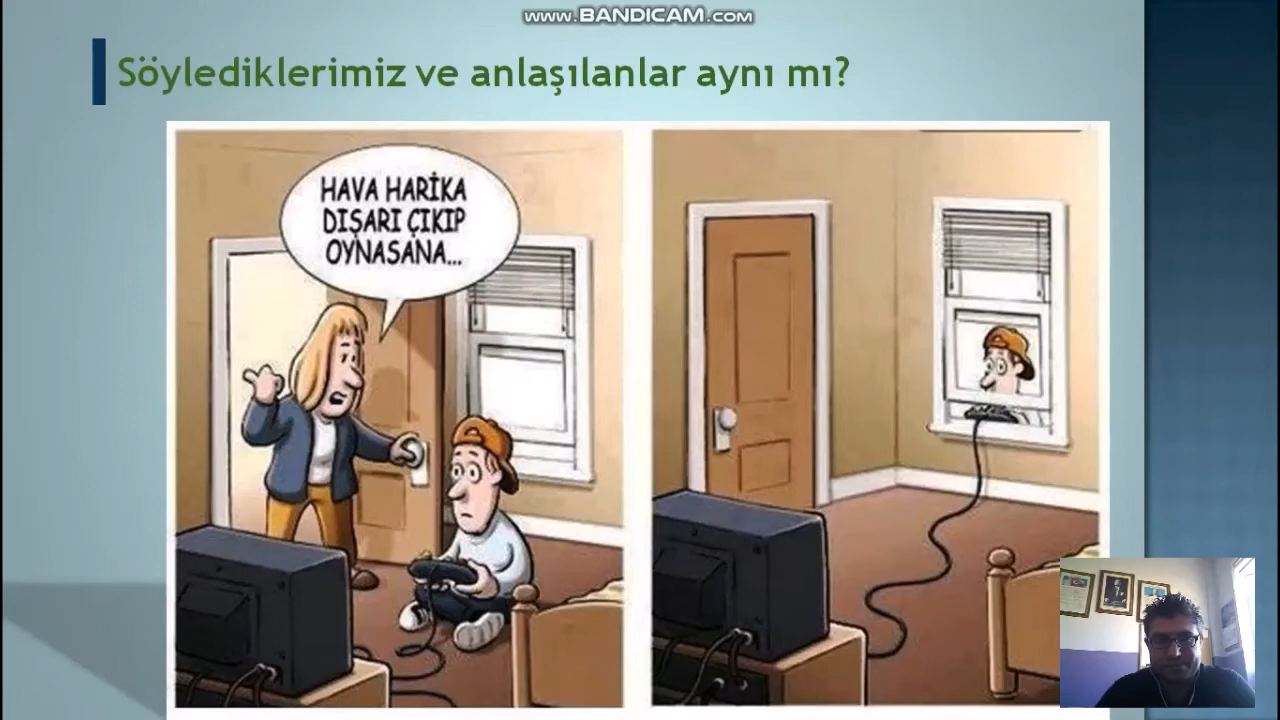 www.BANDICAM.com
Söylediklerimiz ve anlaşılanlar aynı mı?
HAVA HARİKA
DIŞARI ÇIKIP
OYNASANA...